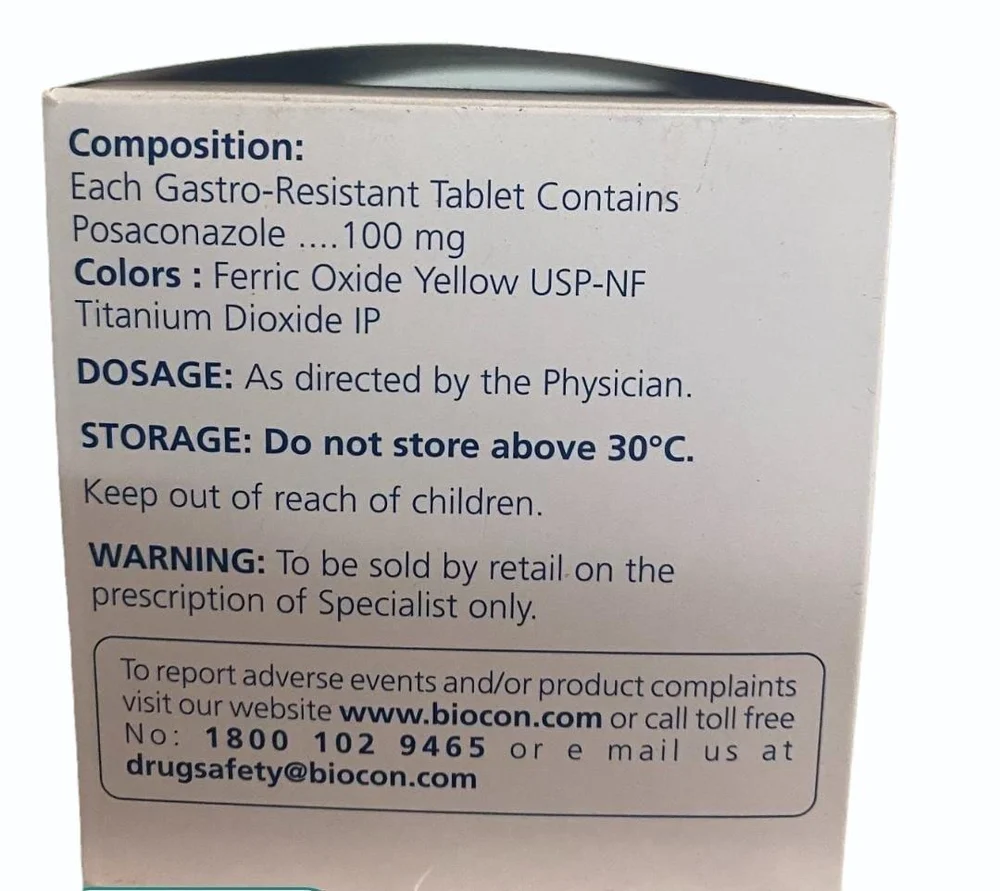 Composition:
Each Gastro-Resistant Tablet Contains
Posaconazole ....100 mg
Colors : Ferric Oxide Yellow USP-NF
Titanium Dioxide IP
DOSAGE: As directed by the Physician.
STORAGE: Do not store above 30°C.
Keep out of reach of children.
WARNING: To be sold by retail on the
prescription of Specialist only.
To report adverse events and/or product complaints
visit our website www.biocon.com or call toll free
No: 1800 102 9465 or e mail us at
drugsafety@biocon.com